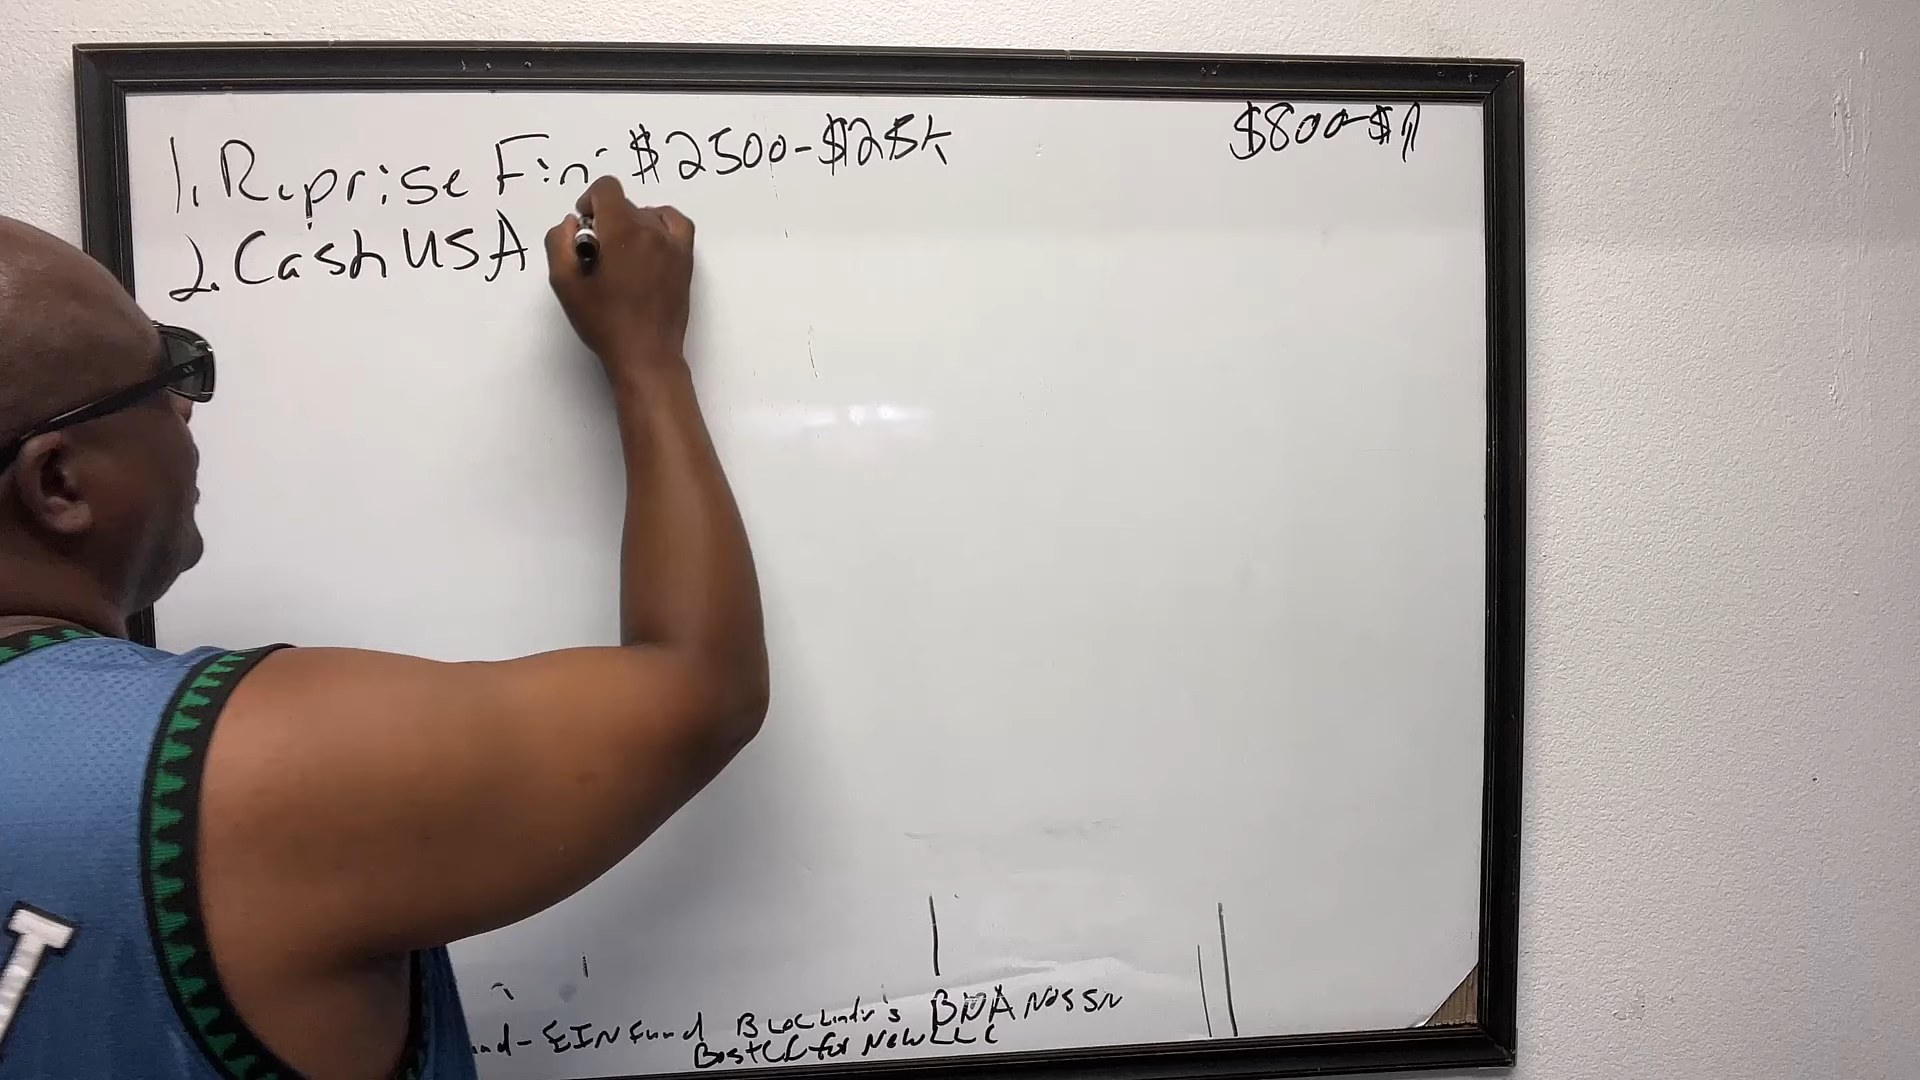 1. Reprise Fin: $2500-$25k
$800-$1
2. Cash USA
EIN Fund BLOC Lender's BNA No SSN
Best CC for New LLC